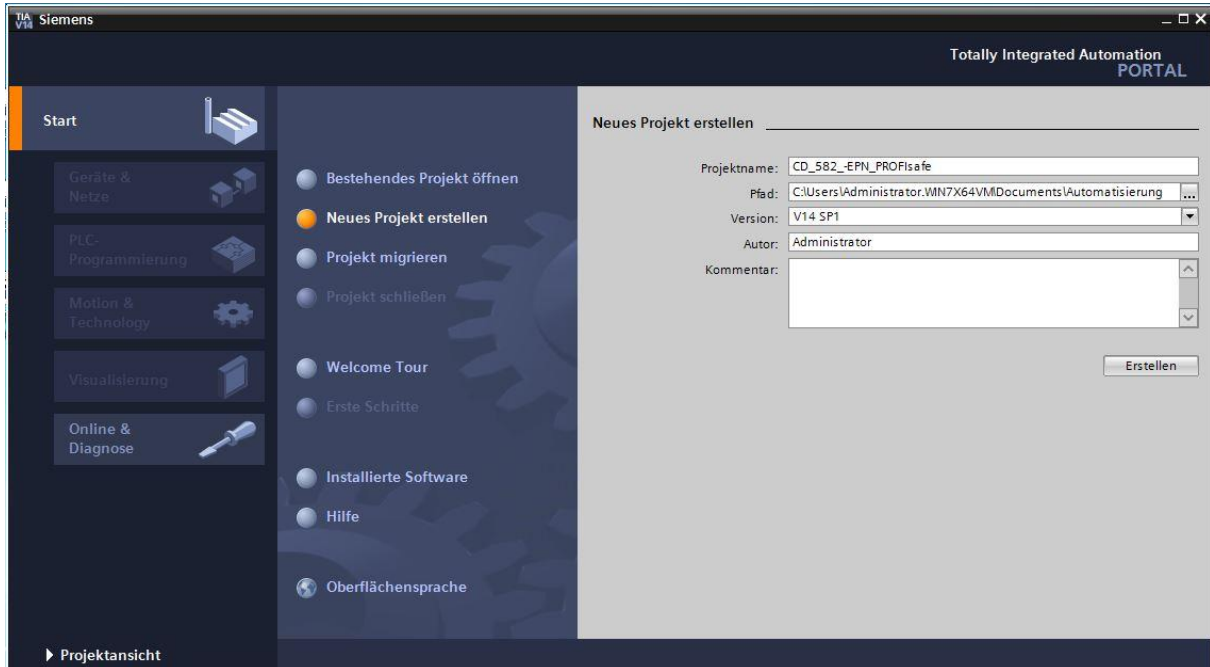 TIA
V14 Siemens
Totally Integrated Automation
PORTAL
Start
Geräte &
Netze
PLC-
Programmierung
Motion &
Technology
Visualisierung
Online &
Diagnose
Projektansicht
Bestehendes Projekt öffnen
Neues Projekt erstellen
Projekt migrieren
Projekt schließen
Welcome Tour
Erste Schritte
Installierte Software
Hilfe
Oberflächensprache
Neues Projekt erstellen
Projektname: CD_582_-EPN_PROFIsafe
Pfad: C:\Users\Administrator.WIN7X64VM\Documents\Automatisierung ...
Version: V14 SP1
Autor: Administrator
Kommentar:
Erstellen